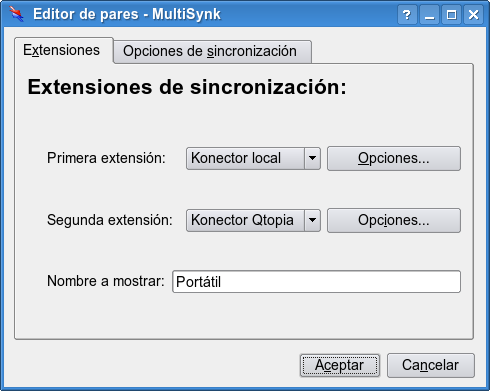 Editor de pares - MultiSynk
Extensiones Opciones de sincronización
Extensiones de sincronización:
Primera extensión: Konector local Opciones...
Segunda extensión: Konector Qtopia Opciones...
Nombre a mostrar: Portátil
Aceptar Cancelar